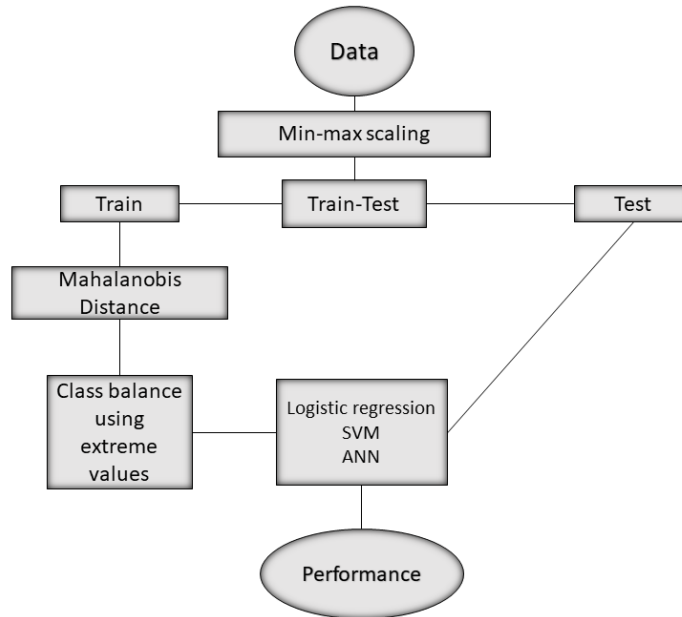 Data
Min-max scaling
Train
Train-Test
Test
Mahalanobis
Distance
Class balance
using
extreme
values
Logistic regression
SVM
ANN
Performance